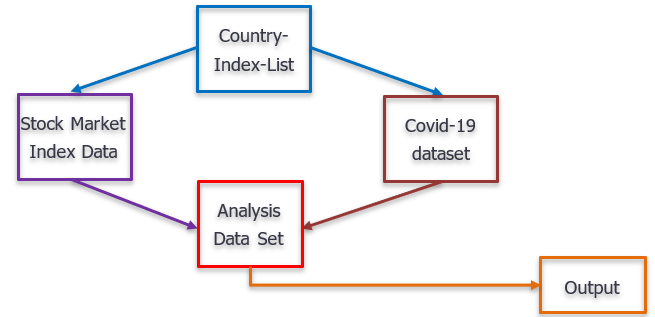 Country-
Index-List
Stock Market
Index Data
Covid-19
dataset
Analysis
Data Set
Output